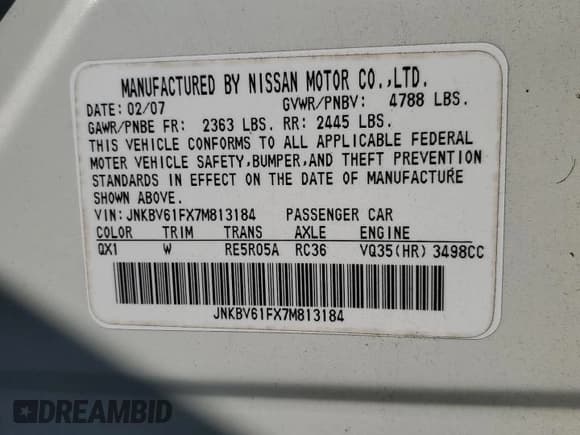 MANUFACTURED BY NISSAN MOTOR CO.,LTD.
DATE: 02/07 GVWR/PNBV: 4788 LBS.
GAWR/PNBE FR: 2363 LBS. RR: 2445 LBS.
THIS VEHICLE CONFORMS TO ALL APPLICABLE FEDERAL
MOTOR VEHICLE SAFETY,BUMPER,AND THEFT PREVENTION
STANDARDS IN EFFECT ON THE DATE OF MANUFACTURE
SHOWN ABOVE.
VIN: JNKBV61FX7M813184 PASSENGER CAR
COLOR TRIM TRANS AXLE ENGINE
QX1 W RE5R05A RC36 VQ35(HR) 3498CC
JNKBV61FX7M813184
DREAMBID